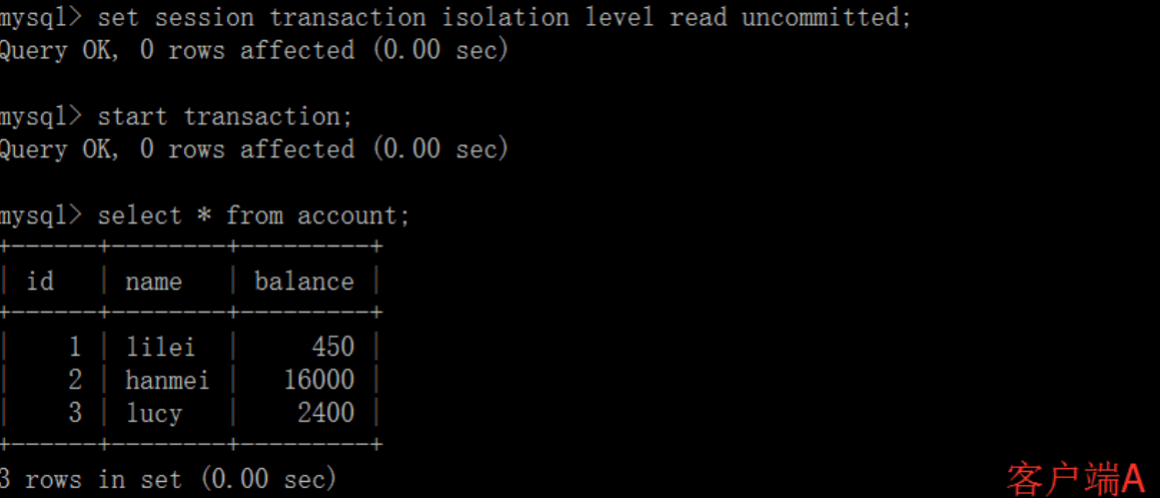 mysql> set session transaction isolation level read uncommitted;
Query OK, 0 rows affected (0.00 sec)
mysql> start transaction;
Query OK, 0 rows affected (0.00 sec)
mysql> select * from account;
+------+--------+---------+
| id   | name   | balance |
+------+--------+---------+
|    1 | lilei  |     450 |
|    2 | hanmei |   16000 |
|    3 | lucy   |    2400 |
+------+--------+---------+
3 rows in set (0.00 sec)
客户端A